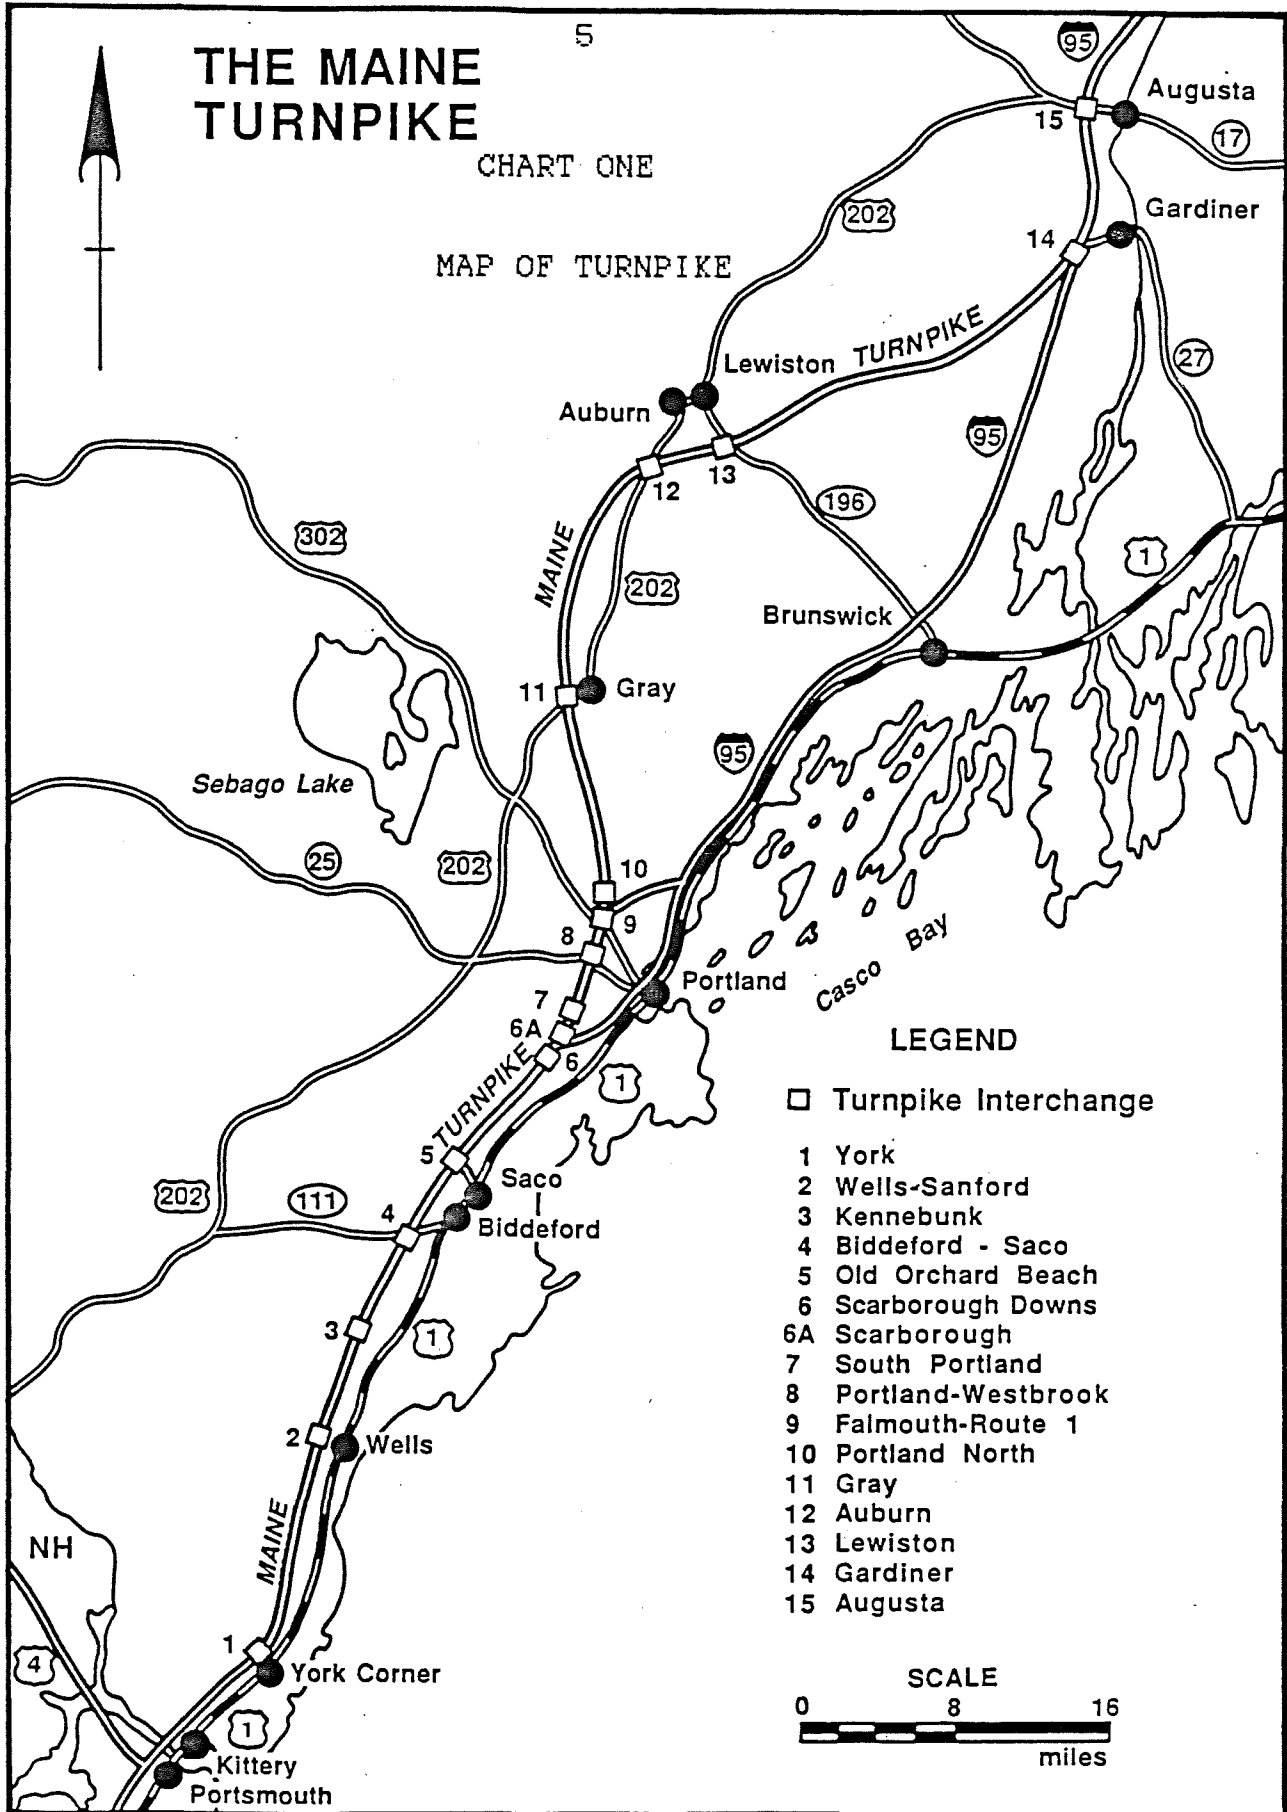 5
THE MAINE
TURNPIKE
CHART ONE
MAP OF TURNPIKE
95
Augusta
15
17
Gardiner
202
14
TURNPIKE
Lewiston
27
Auburn
95
13
12
196
302
MAINE
1
202
Brunswick
11
Gray
95
Sebago Lake
25
202
10
9
8
Casco Bay
Portland
7
6A
6
TURNPIKE
1
5
Saco
202
111
4
Biddeford
3
1
2
Wells
MAINE
NH
1
4
York Corner
1
Kittery
Portsmouth
LEGEND
Turnpike Interchange
1 York
2 Wells-Sanford
3 Kennebunk
4 Biddeford - Saco
5 Old Orchard Beach
6 Scarborough Downs
6A Scarborough
7 South Portland
8 Portland-Westbrook
9 Falmouth-Route 1
10 Portland North
11 Gray
12 Auburn
13 Lewiston
14 Gardiner
15 Augusta
SCALE
0 8 16
miles